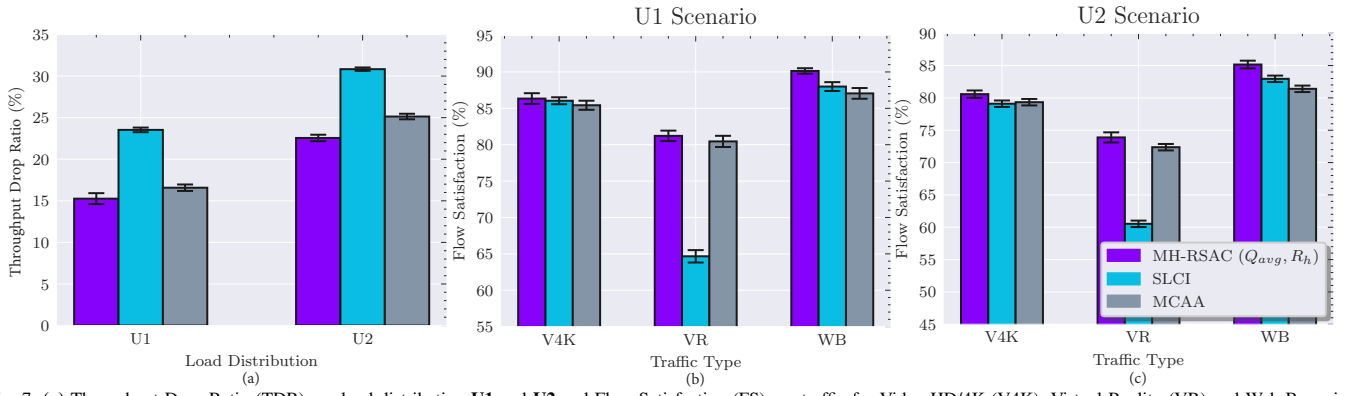 U1 Scenario
U2 Scenario
Throughput Drop Ratio (%)
35
30
25
20
15
10
5
0
U1
U2
Load Distribution
(a)
Flow Satisfaction (%)
95
90
85
80
75
70
65
60
55
V4K
VR
WB
Traffic Type
(b)
Flow Satisfaction (%)
90
85
80
75
70
65
60
55
50
45
MH-RSAC (Q_avg, R_h)
SLCI
MCAA
V4K
VR
WB
Traffic Type
(c)